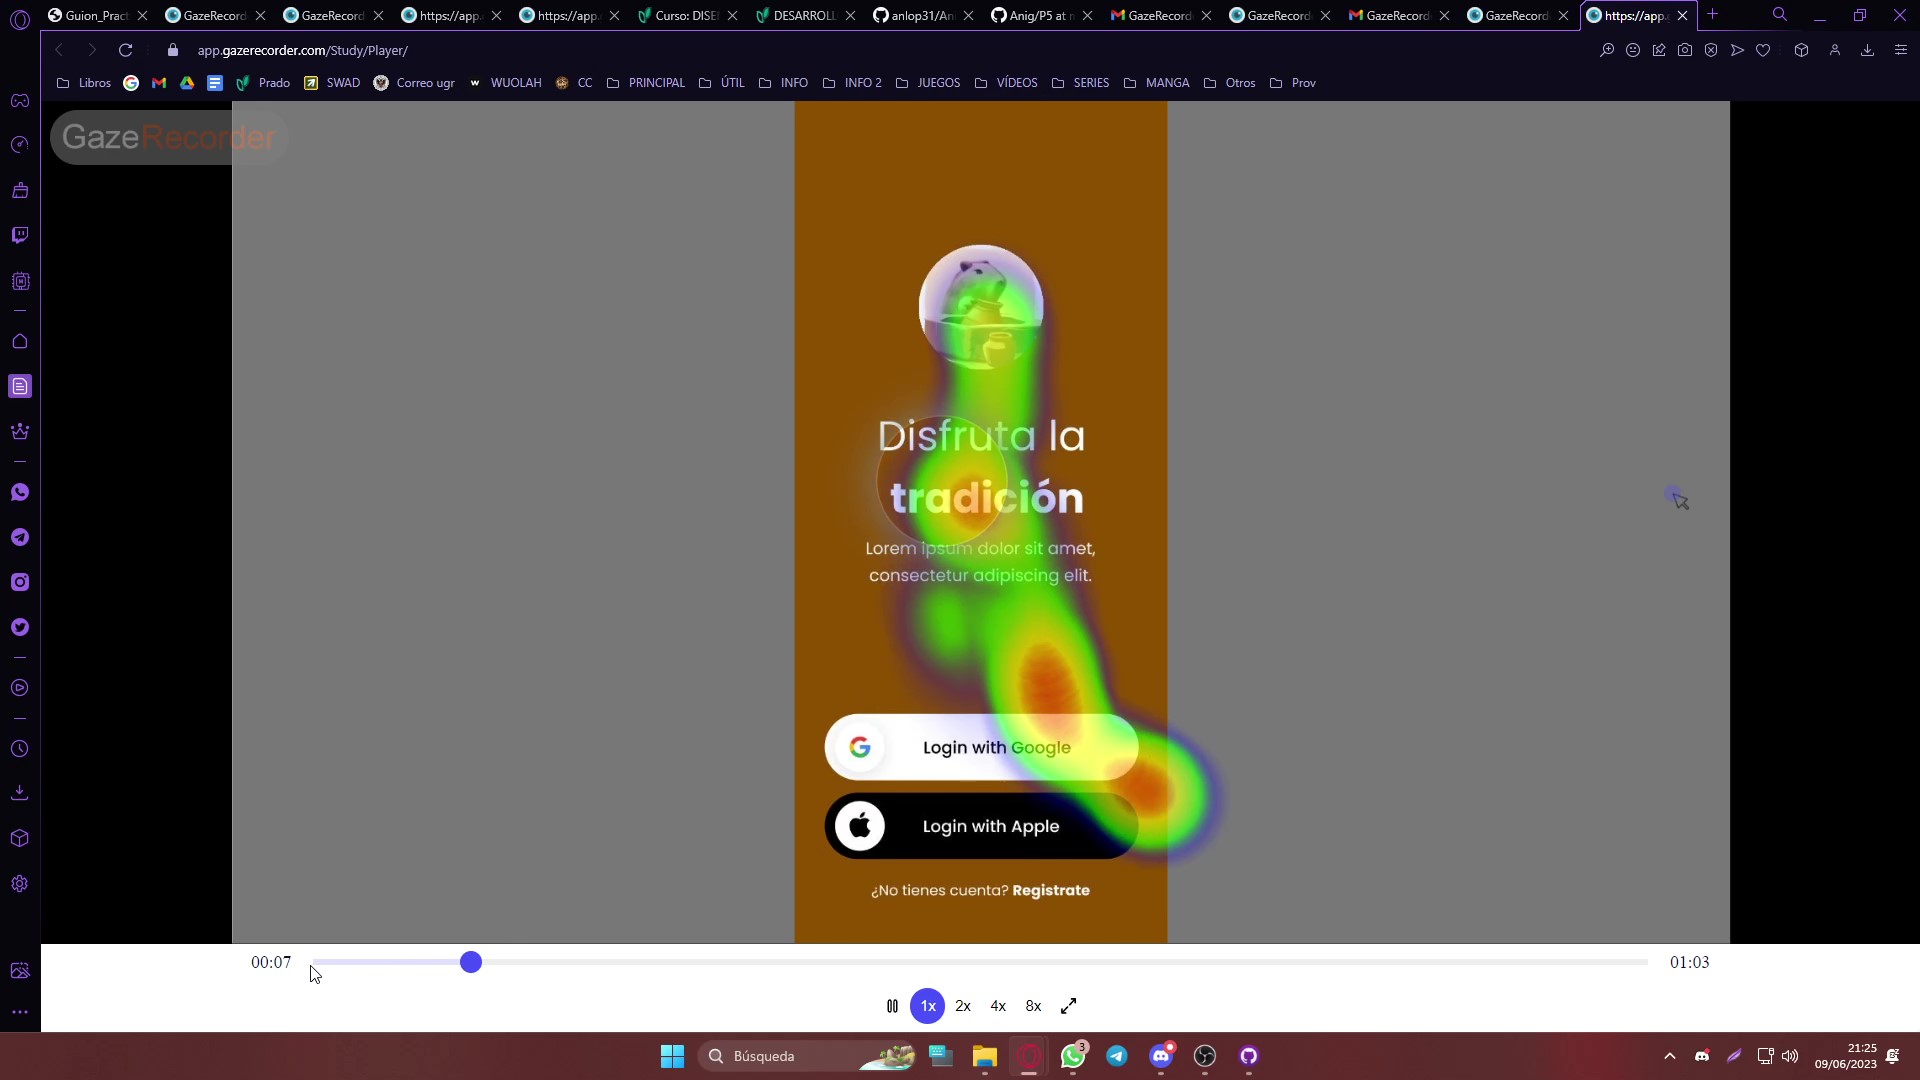 Guion_Pract
GazeRecord
GazeRecord
https://app.
https://app.
Curso: DISEÑ
DESARROLL
anlop31/An
Anig/P5 at m
GazeRecord
GazeRecord
GazeRecord
GazeRecord
https://app.
app.gazerecorder.com/Study/Player/
Libros
Prado
SWAD
Correo ugr
WUOLAH
CC
PRINCIPAL
ÚTIL
INFO
INFO 2
JUEGOS
VÍDEOS
SERIES
MANGA
Otros
Prov
GazeRecorder
Disfruta la
tradición
Lorem ipsum dolor sit amet,
consectetur adipiscing elit.
Login with Google
Login with Apple
¿No tienes cuenta? Registrate
00:07
01:03
1x
2x
4x
8x
Búsqueda
3
21:25
09/06/2023